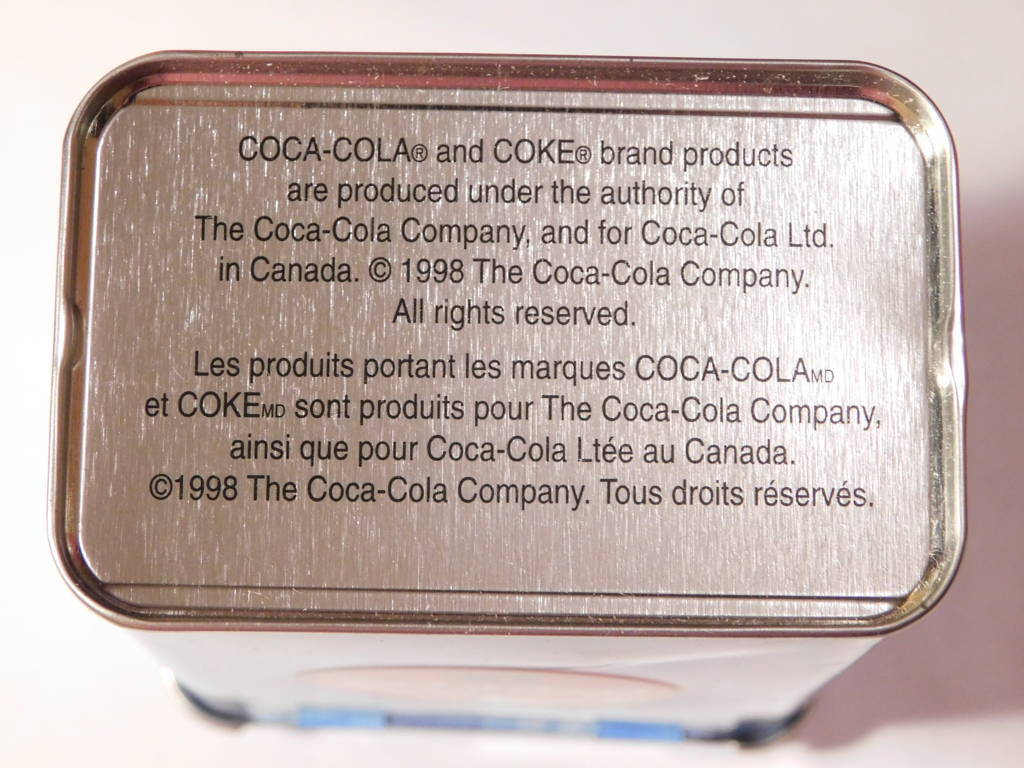 COCA-COLA® and COKE® brand products
are produced under the authority of
The Coca-Cola Company, and for Coca-Cola Ltd.
in Canada. © 1998 The Coca-Cola Company.
All rights reserved.
Les produits portant les marques COCA-COLAMD
et COKEMD sont produits pour The Coca-Cola Company,
ainsi que pour Coca-Cola Ltée au Canada.
©1998 The Coca-Cola Company. Tous droits réservés.